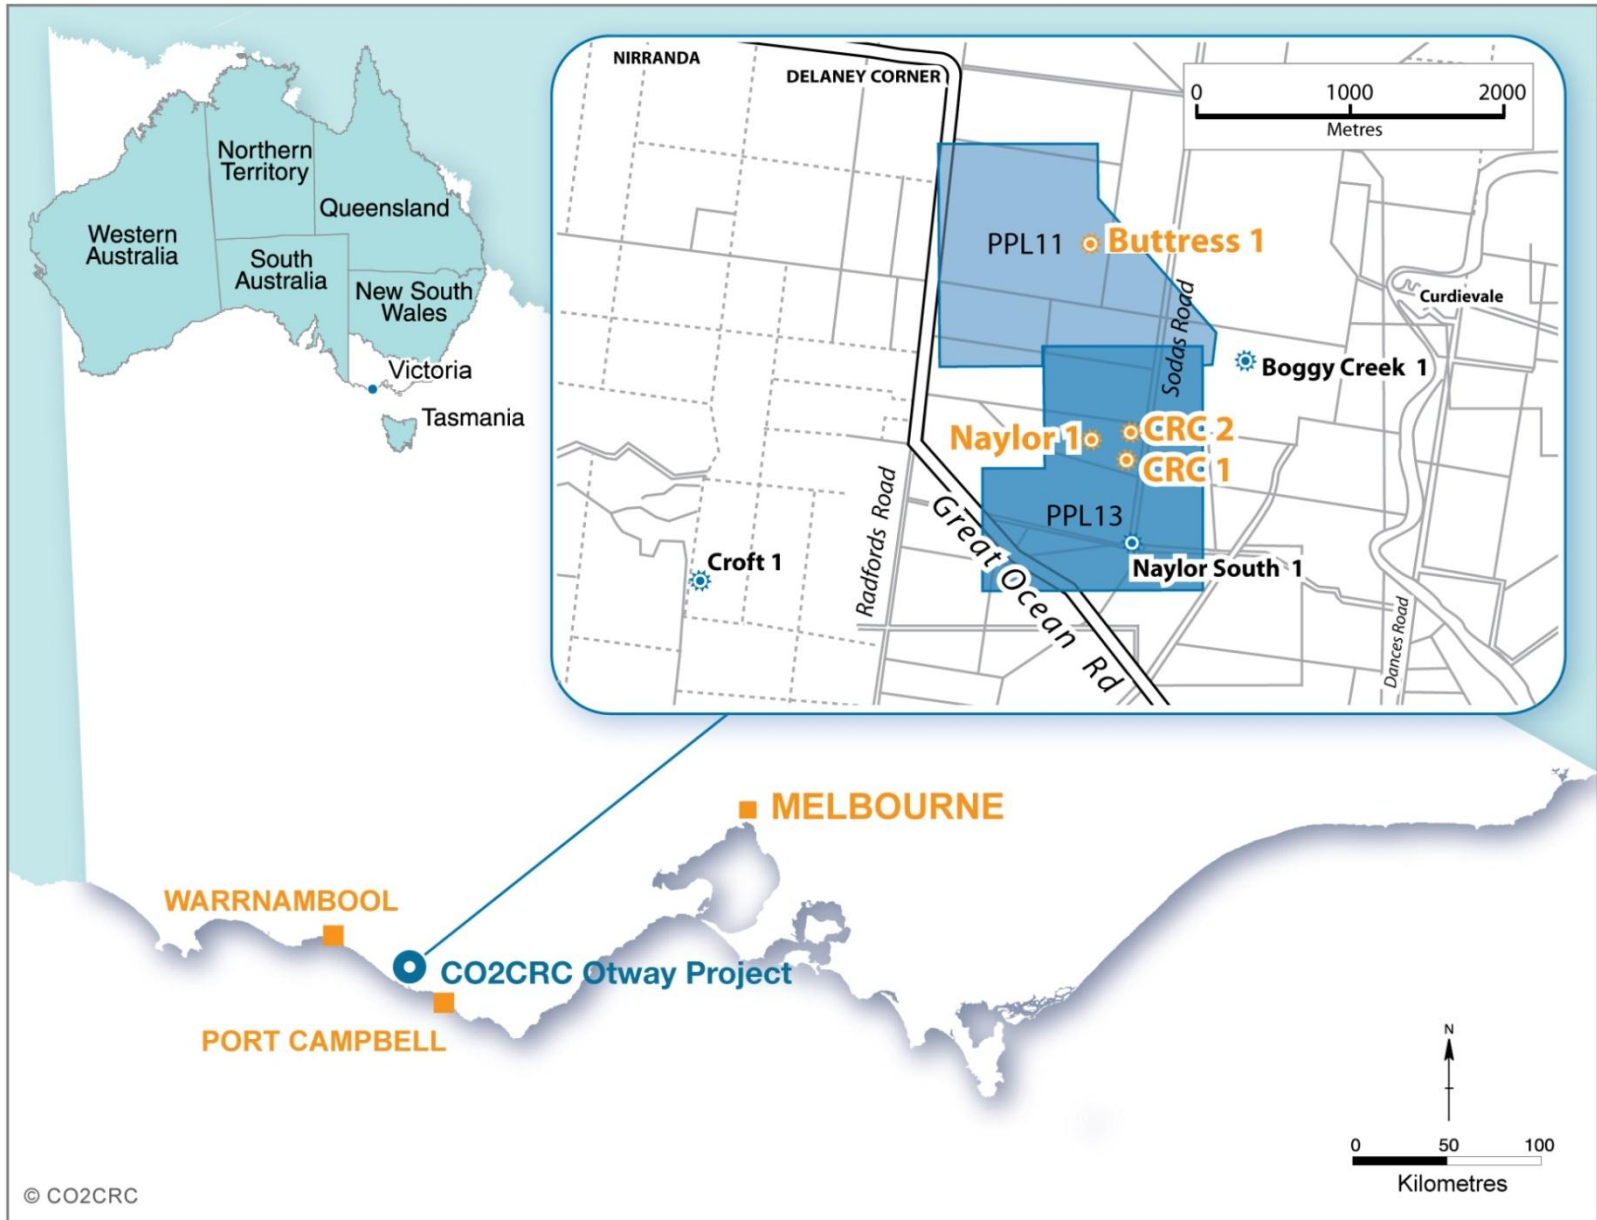 NIRRANDA
DELANEY CORNER
0 1000 2000
Metres
Northern
Territory
Queensland
Western
Australia
South
Australia
New South
Wales
Victoria
Tasmania
PPL11
Buttress 1
Sodas Road
Curdievale
Boggy Creek 1
Naylor 1
CRC 2
CRC 1
Radfords Road
Great Ocean Rd
PPL13
Naylor South 1
Croft 1
Dances Road
MELBOURNE
WARRNAMBOOL
CO2CRC Otway Project
PORT CAMPBELL
N
0 50 100
Kilometres
© CO2CRC